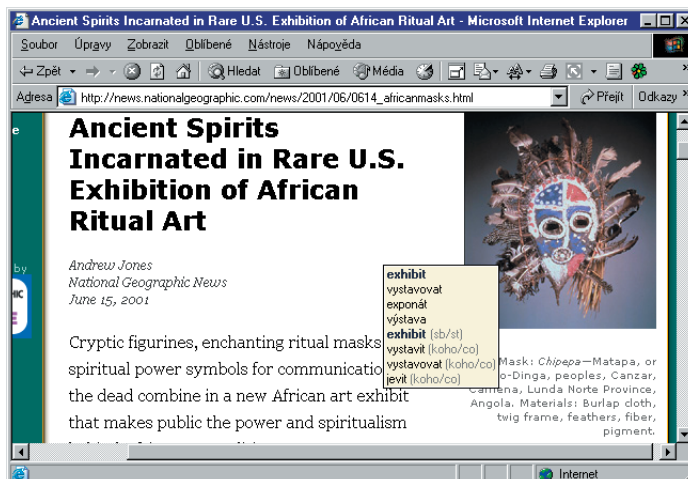 Ancient Spirits Incarnated in Rare U.S. Exhibition of African Ritual Art - Microsoft Internet Explorer
Soubor Úpravy Zobrazit Oblíbené Nástroje Nápověda
Zpět Hledat Oblíbené Média
Adresa http://news.nationalgeographic.com/news/2001/06/0614_africanmasks.html Přejít Odkazy
e
Ancient Spirits
Incarnated in Rare U.S.
Exhibition of African
Ritual Art
by
Andrew Jones
National Geographic News
June 15, 2001
exhibit
vystavovat
exponát
výstava
exhibit (sb/st)
vystavit (koho/co)
vystavovat (koho/co)
jevit (koho/co)
Cryptic figurines, enchanting ritual masks
spiritual power symbols for communicatio
the dead combine in a new African art exhibit
that makes public the power and spiritualism
Mask: Chipepa—Matapa, or
o-Dinga, peoples, Canzar,
Camena, Lunda Norte Province,
Angola. Materials: Burlap cloth,
twig frame, feathers, fiber,
pigment.
Internet